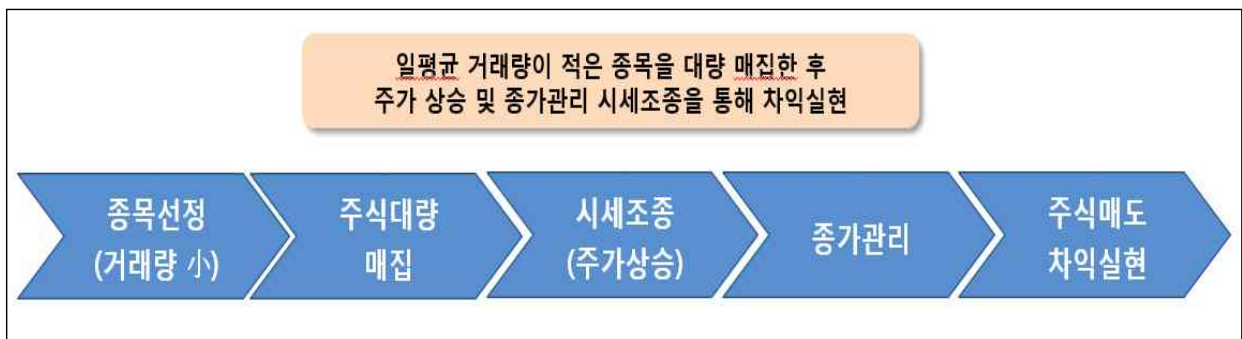 일평균 거래량이 적은 종목을 대량 매집한 후
주가 상승 및 종가관리 시세조종을 통해 차익실현
종목선정
(거래량 小)
주식대량
매집
시세조종
(주가상승)
종가관리
주식매도
차익실현